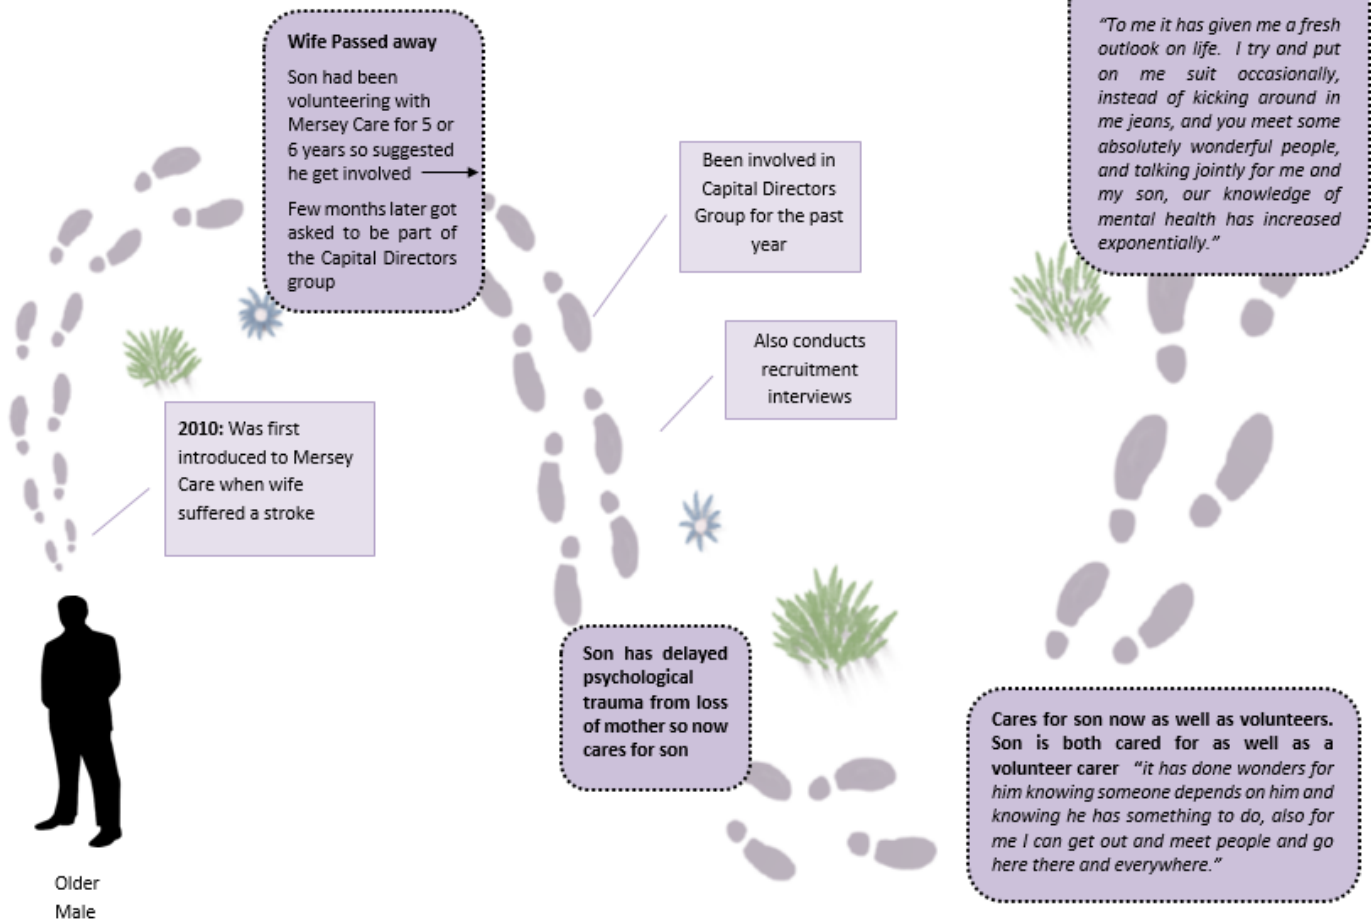 Older
Male
2010: Was first
introduced to Mersey
Care when wife
suffered a stroke
Wife Passed away
Son had been
volunteering with
Mersey Care for 5 or
6 years so suggested
he get involved
Few months later got
asked to be part of
the Capital Directors
group
Been involved in
Capital Directors
Group for the past
year
Also conducts
recruitment
interviews
Son has delayed
psychological
trauma from loss
of mother so now
cares for son
Cares for son now as well as volunteers.
Son is both cared for as well as a
volunteer carer “it has done wonders for
him knowing someone depends on him and
knowing he has something to do, also for
me I can get out and meet people and go
here there and everywhere.”
“To me it has given me a fresh
outlook on life. I try and put
on me suit occasionally,
instead of kicking around in
me jeans, and you meet some
absolutely wonderful people,
and talking jointly for me and
my son, our knowledge of
mental health has increased
exponentially.”